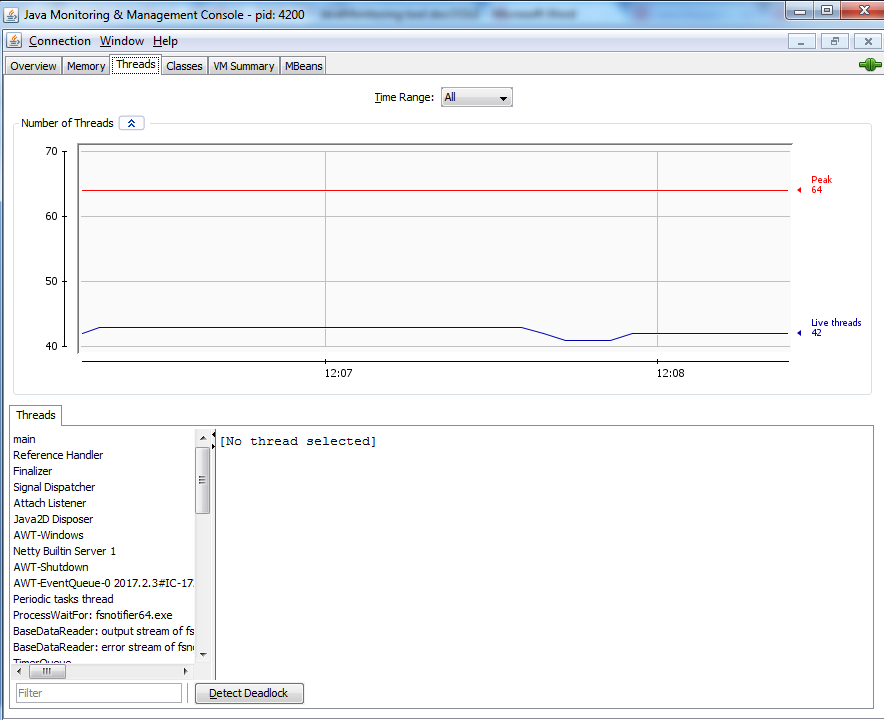 Java Monitoring & Management Console - pid: 4200
Connection Window Help
Overview Memory Threads Classes VM Summary MBeans
Time Range: All
Number of Threads
70
Peak
64
60
50
Live threads
42
40
12:07 12:08
Threads
main
[No thread selected]
Reference Handler
Finalizer
Signal Dispatcher
Attach Listener
Java2D Disposer
AWT-Windows
Netty Builtin Server 1
AWT-Shutdown
AWT-EventQueue-0 2017.2.3#IC-17
Periodic tasks thread
ProcessWaitFor: fsnotifier64.exe
BaseDataReader: output stream of fs
BaseDataReader: error stream of fsn
TimerQueue
Filter Detect Deadlock